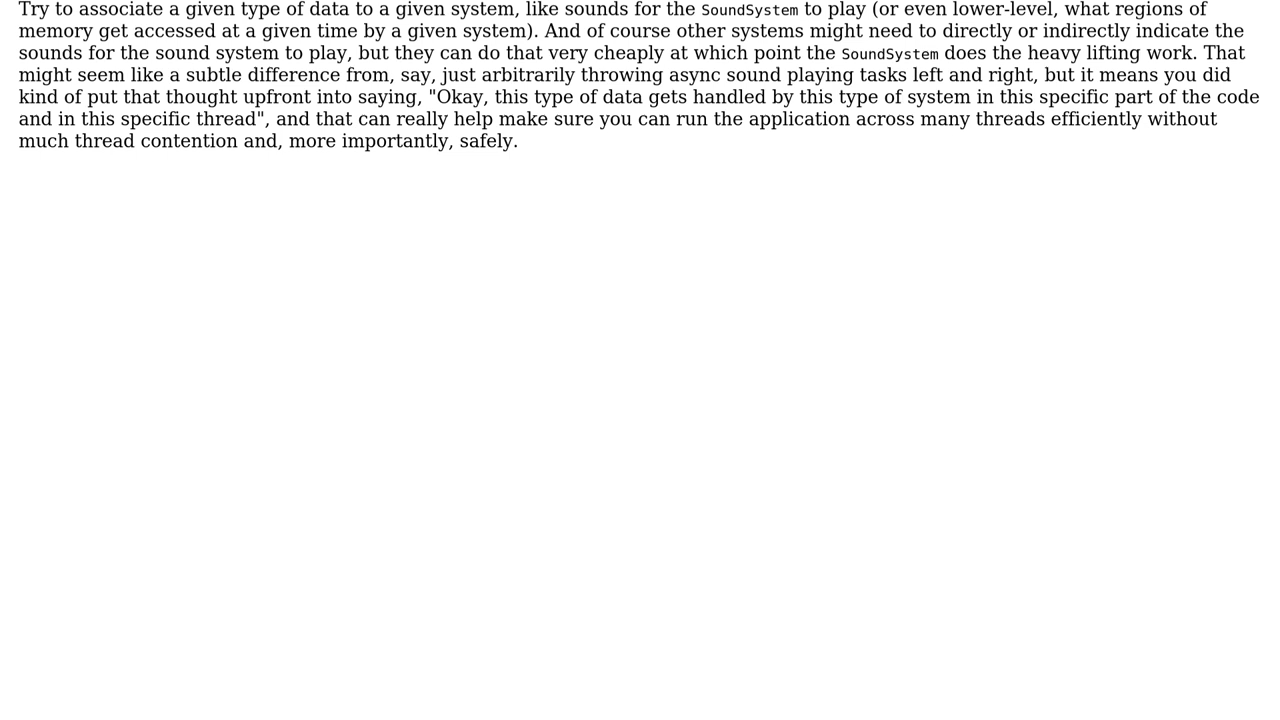 Try to associate a given type of data to a given system, like sounds for the SoundSystem to play (or even lower-level, what regions of
memory get accessed at a given time by a given system). And of course other systems might need to directly or indirectly indicate the
sounds for the sound system to play, but they can do that very cheaply at which point the SoundSystem does the heavy lifting work. That
might seem like a subtle difference from, say, just arbitrarily throwing async sound playing tasks left and right, but it means you did
kind of put that thought upfront into saying, "Okay, this type of data gets handled by this type of system in this specific part of the code
and in this specific thread", and that can really help make sure you can run the application across many threads efficiently without
much thread contention and, more importantly, safely.